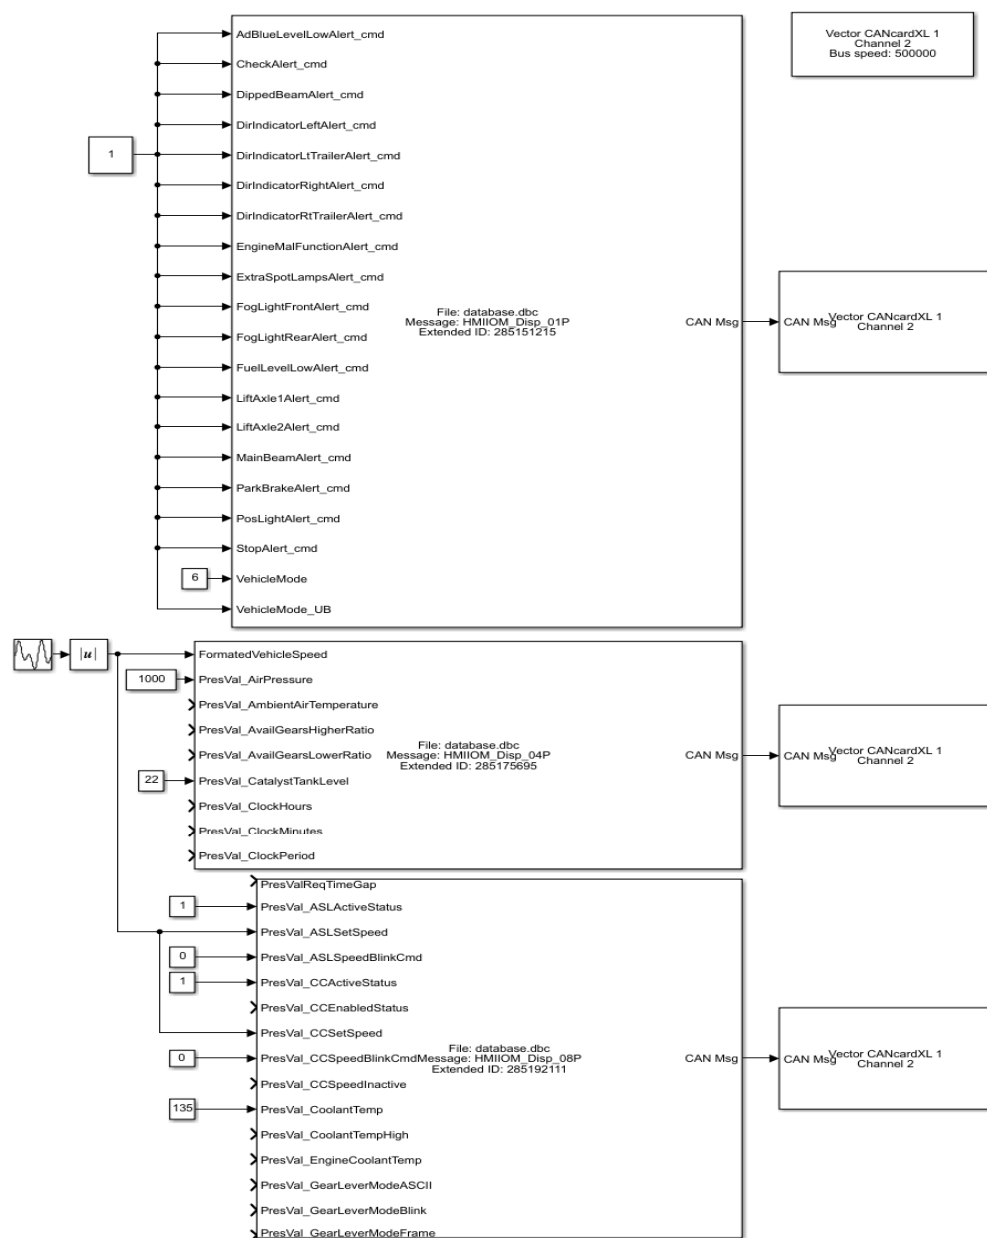 AdBlueLevelLowAlert_cmd
CheckAlert_cmd
DippedBeamAlert_cmd
DirIndicatorLeftAlert_cmd
1
DirIndicatorLtTrailerAlert_cmd
DirIndicatorRightAlert_cmd
DirIndicatorRtTrailerAlert_cmd
EngineMalFunctionAlert_cmd
ExtraSpotLampsAlert_cmd
FogLightFrontAlert_cmd
FogLightRearAlert_cmd
FuelLevelLowAlert_cmd
LiftAxle1Alert_cmd
LiftAxle2Alert_cmd
MainBeamAlert_cmd
ParkBrakeAlert_cmd
PosLightAlert_cmd
StopAlert_cmd
6
VehicleMode
VehicleMode_UB
File: database.dbc
Message: HMIIOM_Disp_01P
Extended ID: 285151215
CAN Msg
CAN Msg
Vector CANcardXL 1
Channel 2
Vector CANcardXL 1
Channel 2
Bus speed: 500000
|u|
FormatedVehicleSpeed
1000
PresVal_AirPressure
PresVal_AmbientAirTemperature
PresVal_AvailGearsHigherRatio
PresVal_AvailGearsLowerRatio
22
PresVal_CatalystTankLevel
PresVal_ClockHours
PresVal_ClockMinutes
PresVal_ClockPeriod
File: database.dbc
Message: HMIIOM_Disp_04P
Extended ID: 285175695
CAN Msg
CAN Msg
Vector CANcardXL 1
Channel 2
PresValReqTimeGap
1
PresVal_ASLActiveStatus
PresVal_ASLSetSpeed
0
PresVal_ASLSpeedBlinkCmd
1
PresVal_CCActiveStatus
PresVal_CCEnabledStatus
PresVal_CCSetSpeed
0
PresVal_CCSpeedBlinkCmd
PresVal_CCSpeedInactive
135
PresVal_CoolantTemp
PresVal_CoolantTempHigh
PresVal_EngineCoolantTemp
PresVal_GearLeverModeASCII
PresVal_GearLeverModeBlink
PresVal_GearLeverModeFrame
File: database.dbc
Message: HMIIOM_Disp_08P
Extended ID: 285192111
CAN Msg
CAN Msg
Vector CANcardXL 1
Channel 2